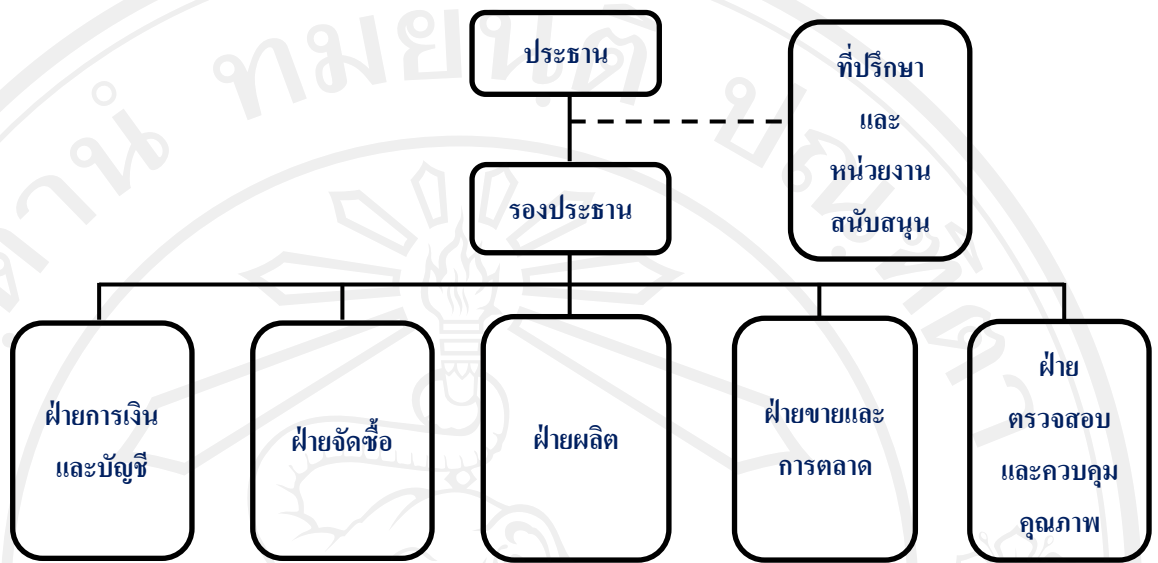 ประธาน
ที่ปรึกษา
และ
หน่วยงาน
สนับสนุน
รองประธาน
ฝ่ายการเงิน
และบัญชี
ฝ่ายจัดซื้อ
ฝ่ายผลิต
ฝ่ายขายและ
การตลาด
ฝ่าย
ตรวจสอบ
และควบคุม
คุณภาพ